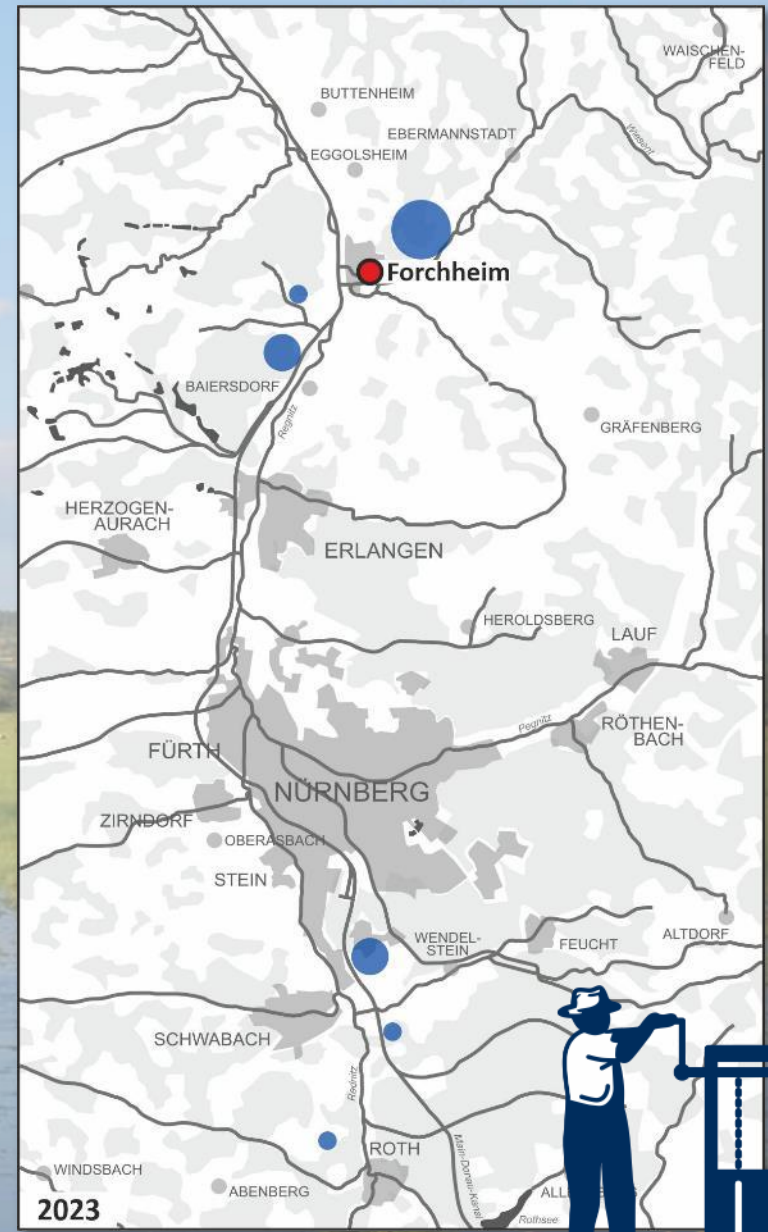 WAISCHEN-
FELD
BUTTENHEIM
EBERMANNSTADT
Wiesent
EGGOLSHEIM
Forchheim
BAIERSDORF
Regnitz
GRÄFENBERG
HERZOGEN-
AURACH
ERLANGEN
HEROLDSBERG
LAUF
Pegnitz
RÖTHEN-
BACH
FÜRTH
NÜRNBERG
ZIRNDORF
OBERASBACH
STEIN
WENDEL-
STEIN
FEUCHT
ALTDORF
SCHWABACH
Rednitz
Main-Donau-Kanal
ROTH
WINDSBACH
ABENBERG
Rothsee
2023